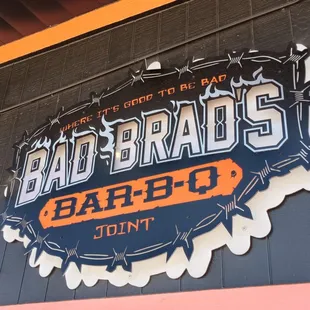 WHERE IT'S GOOD TO BE BAD
BAD BRAD'S
BAR-B-Q
JOINT